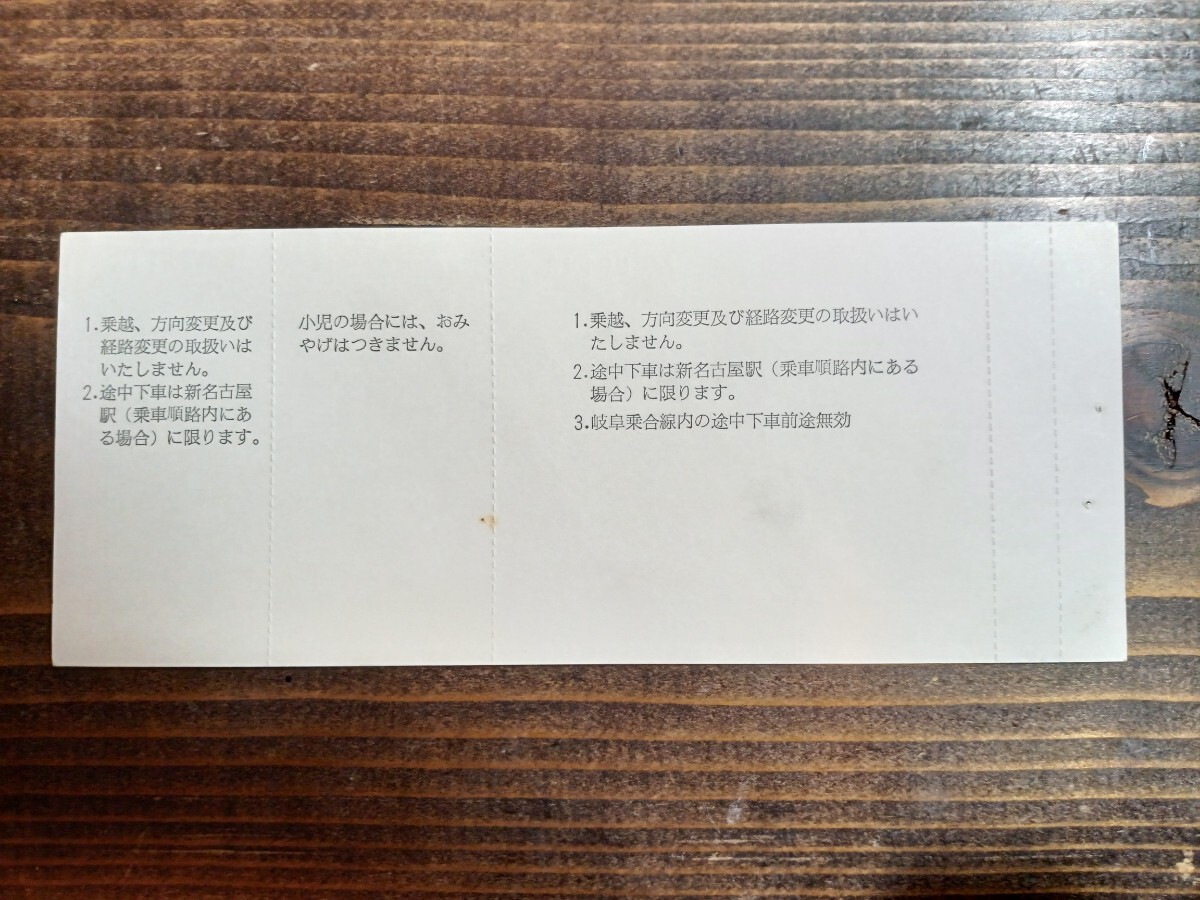 1.乗越、方向変更及び
経路変更の取扱いは
いたしません。
2.途中下車は新名古屋
駅（乗車順路内にあ
る場合）に限ります。
小児の場合には、おみ
やげはつきません。
1.乗越、方向変更及び経路変更の取扱いはい
たしません。
2.途中下車は新名古屋駅（乗車順路内にある
場合）に限ります。
3.岐阜乗合線内の途中下車前途無効